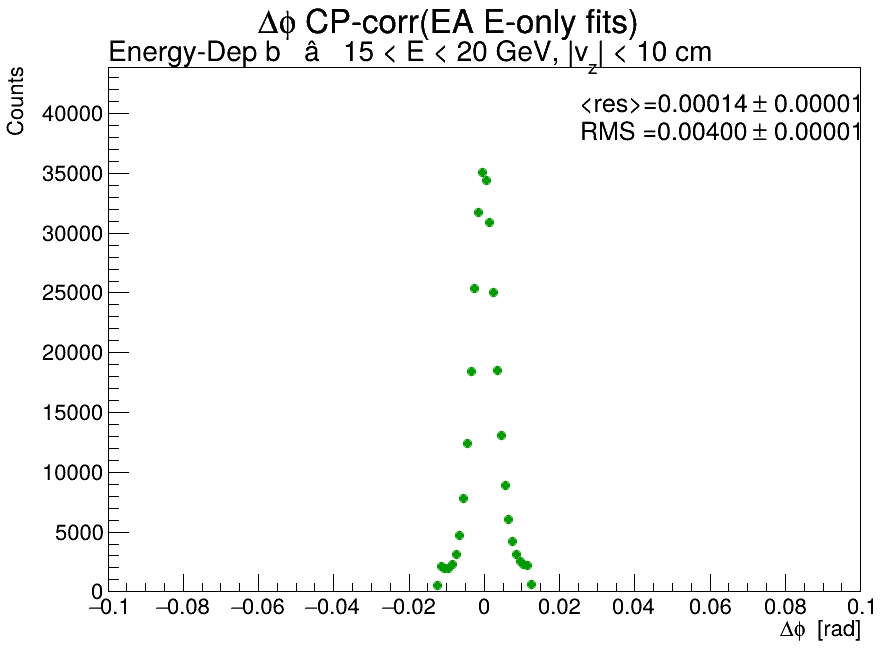 Δϕ CP-corr(EA E-only fits)
Energy-Dep b â 15 < E < 20 GeV, |v_z| < 10 cm
Counts
<res>=0.00014 ± 0.00001
RMS =0.00400 ± 0.00001
40000
35000
30000
25000
20000
15000
10000
5000
0
−0.1 −0.08 −0.06 −0.04 −0.02 0 0.02 0.04 0.06 0.08 0.1
Δϕ [rad]